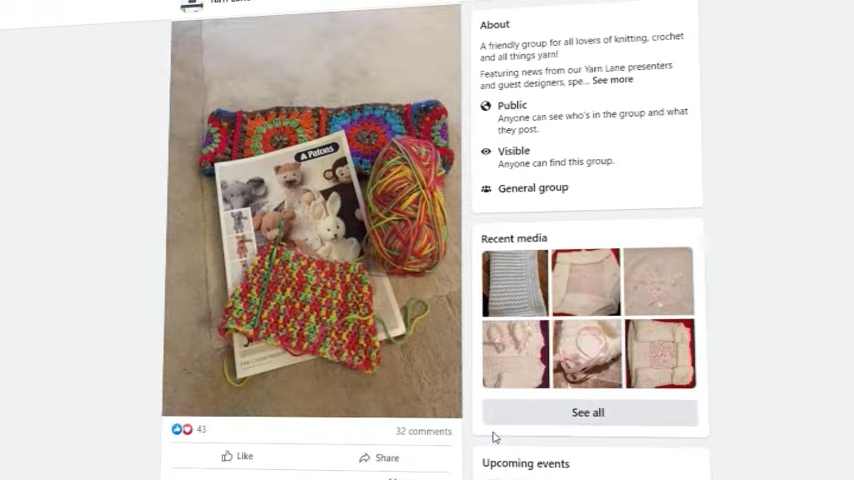 Patons
43
32 comments
Like
Share
About
A friendly group for all lovers of knitting, crochet
and all things yarn!
Featuring news from our Yarn Lane presenters
and guest designers, spe... See more
Public
Anyone can see who's in the group and what
they post.
Visible
Anyone can find this group.
General group
Recent media
See all
Upcoming events